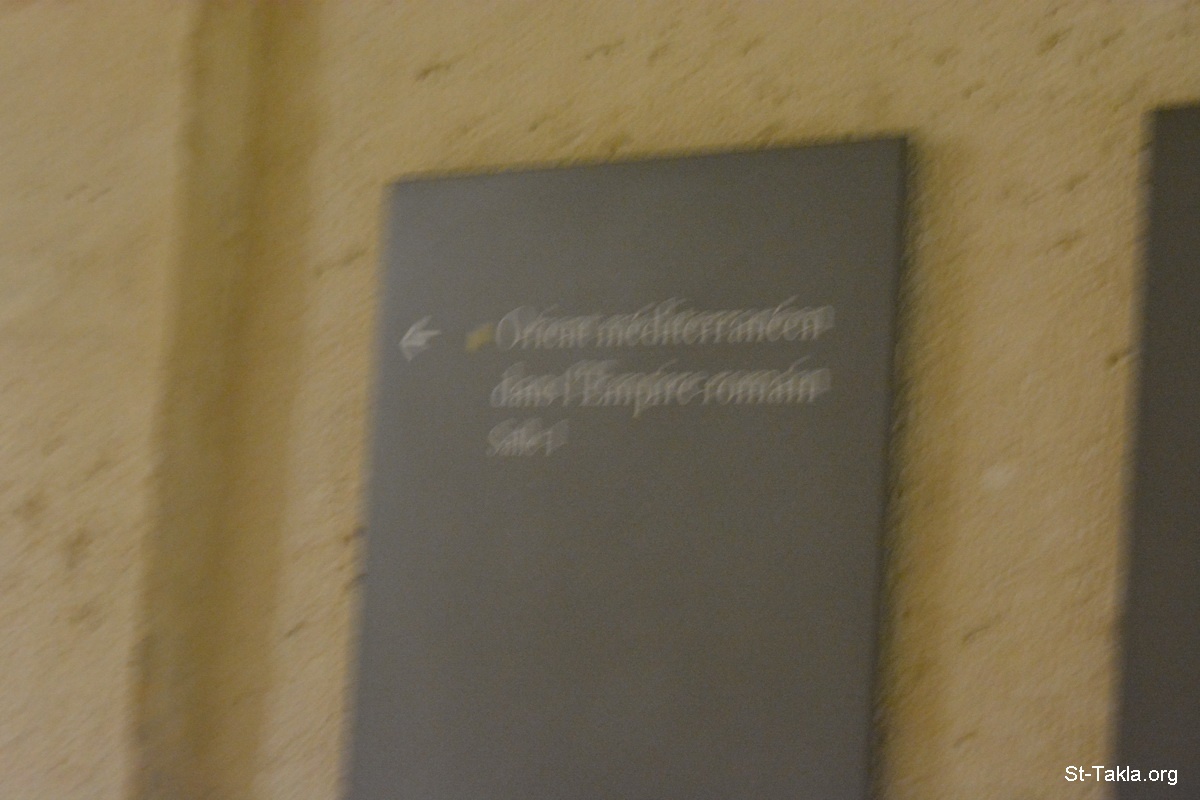 Orient méditerranéen
dans l'Empire romain
Salle 1
St-Takla.org